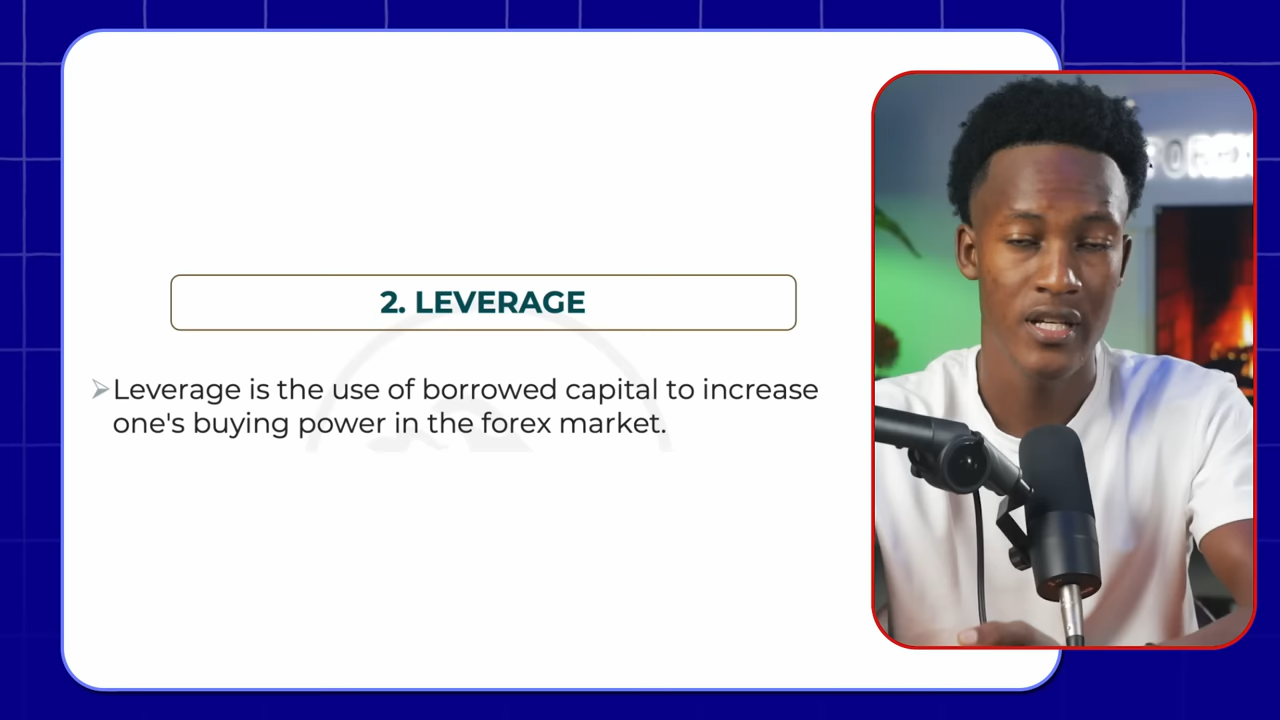 2. LEVERAGE
Leverage is the use of borrowed capital to increase
one's buying power in the forex market.